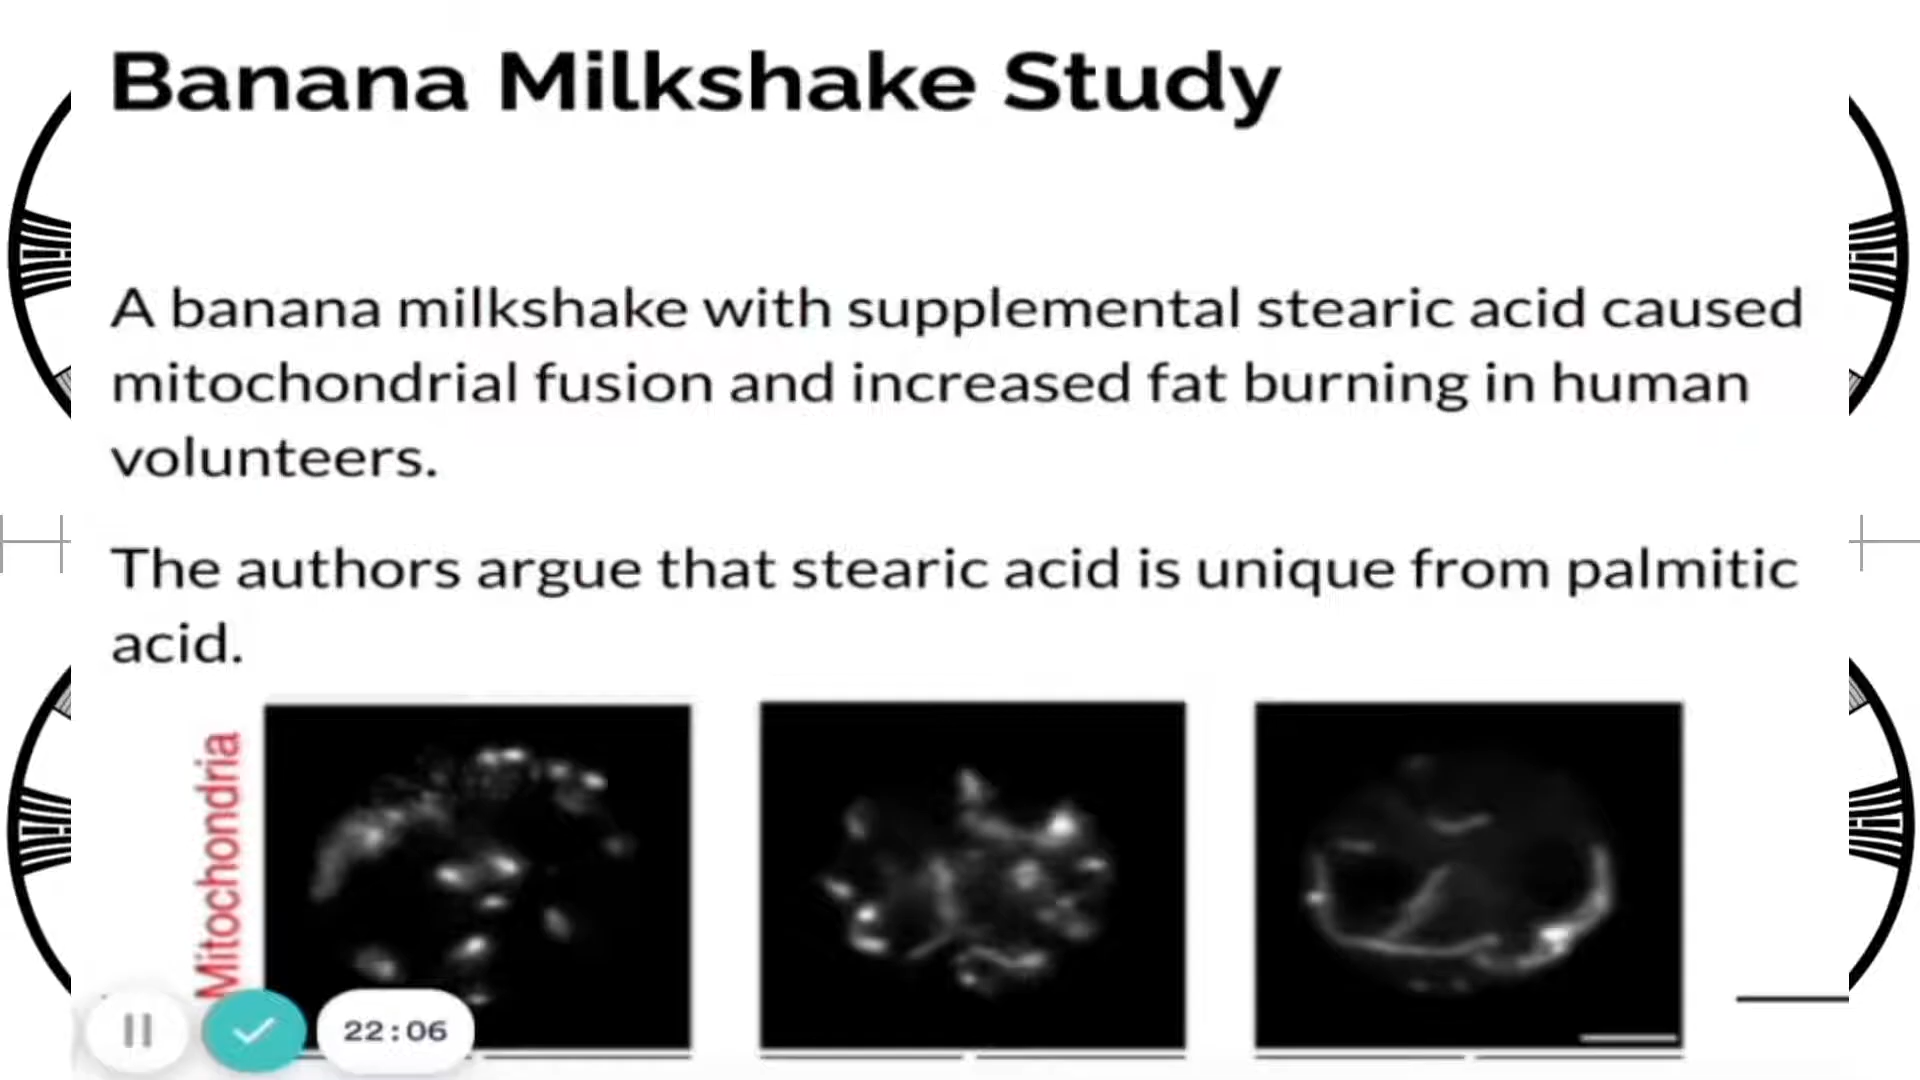 Banana Milkshake Study
A banana milkshake with supplemental stearic acid caused
mitochondrial fusion and increased fat burning in human
volunteers.
The authors argue that stearic acid is unique from palmitic
acid.
Mitochondria
22:06